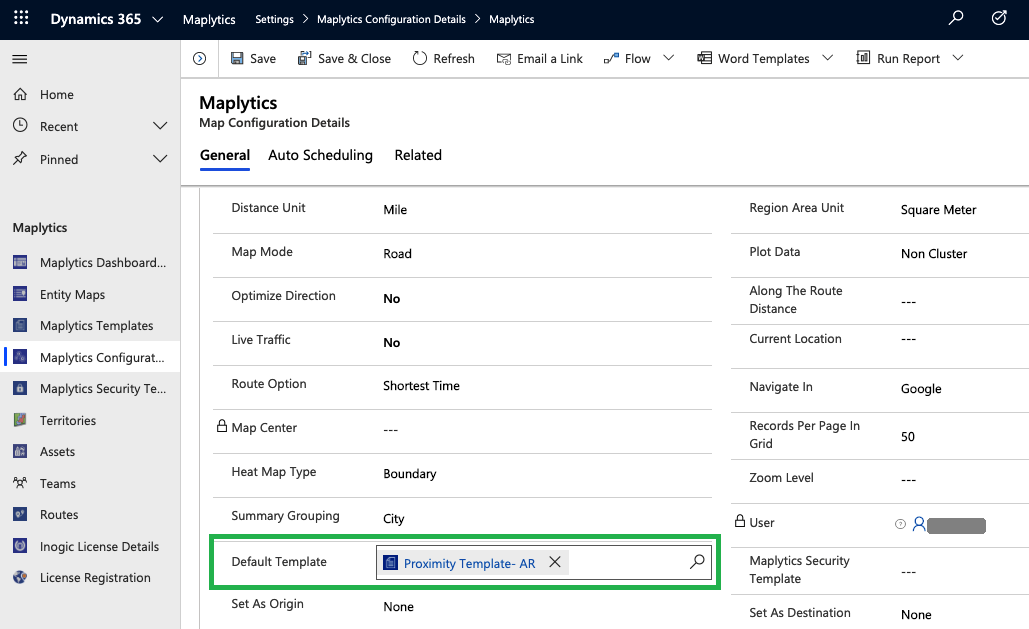 Dynamics 365
Maplytics
Settings > Maplytics Configuration Details > Maplytics
Save
Save & Close
Refresh
Email a Link
Flow
Word Templates
Run Report
Home
Recent
Pinned
Maplytics
Maplytics Dashboard...
Entity Maps
Maplytics Templates
Maplytics Configurat...
Maplytics Security Te...
Territories
Assets
Teams
Routes
Inogic License Details
License Registration
Maplytics
Map Configuration Details
General
Auto Scheduling
Related
Distance Unit
Mile
Map Mode
Road
Optimize Direction
No
Live Traffic
No
Route Option
Shortest Time
Map Center
---
Heat Map Type
Boundary
Summary Grouping
City
Default Template
Proximity Template- AR
Set As Origin
None
Region Area Unit
Square Meter
Plot Data
Non Cluster
Along The Route
Distance
---
Current Location
---
Navigate In
Google
Records Per Page In
Grid
50
Zoom Level
---
User
Maplytics Security
Template
---
Set As Destination
None